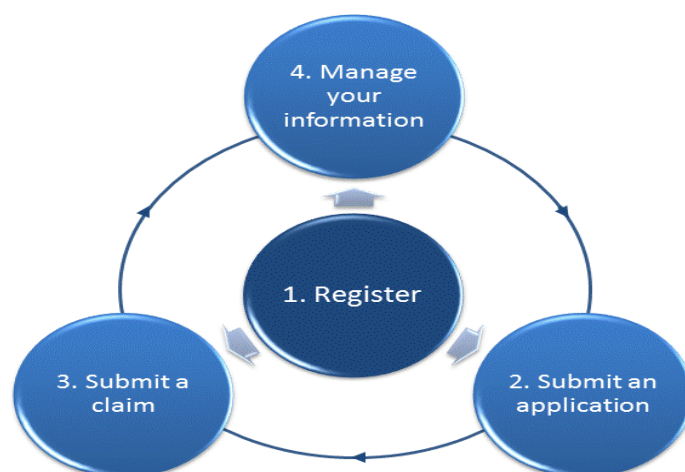 4. Manage
your
information
1. Register
3. Submit a
claim
2. Submit an
application